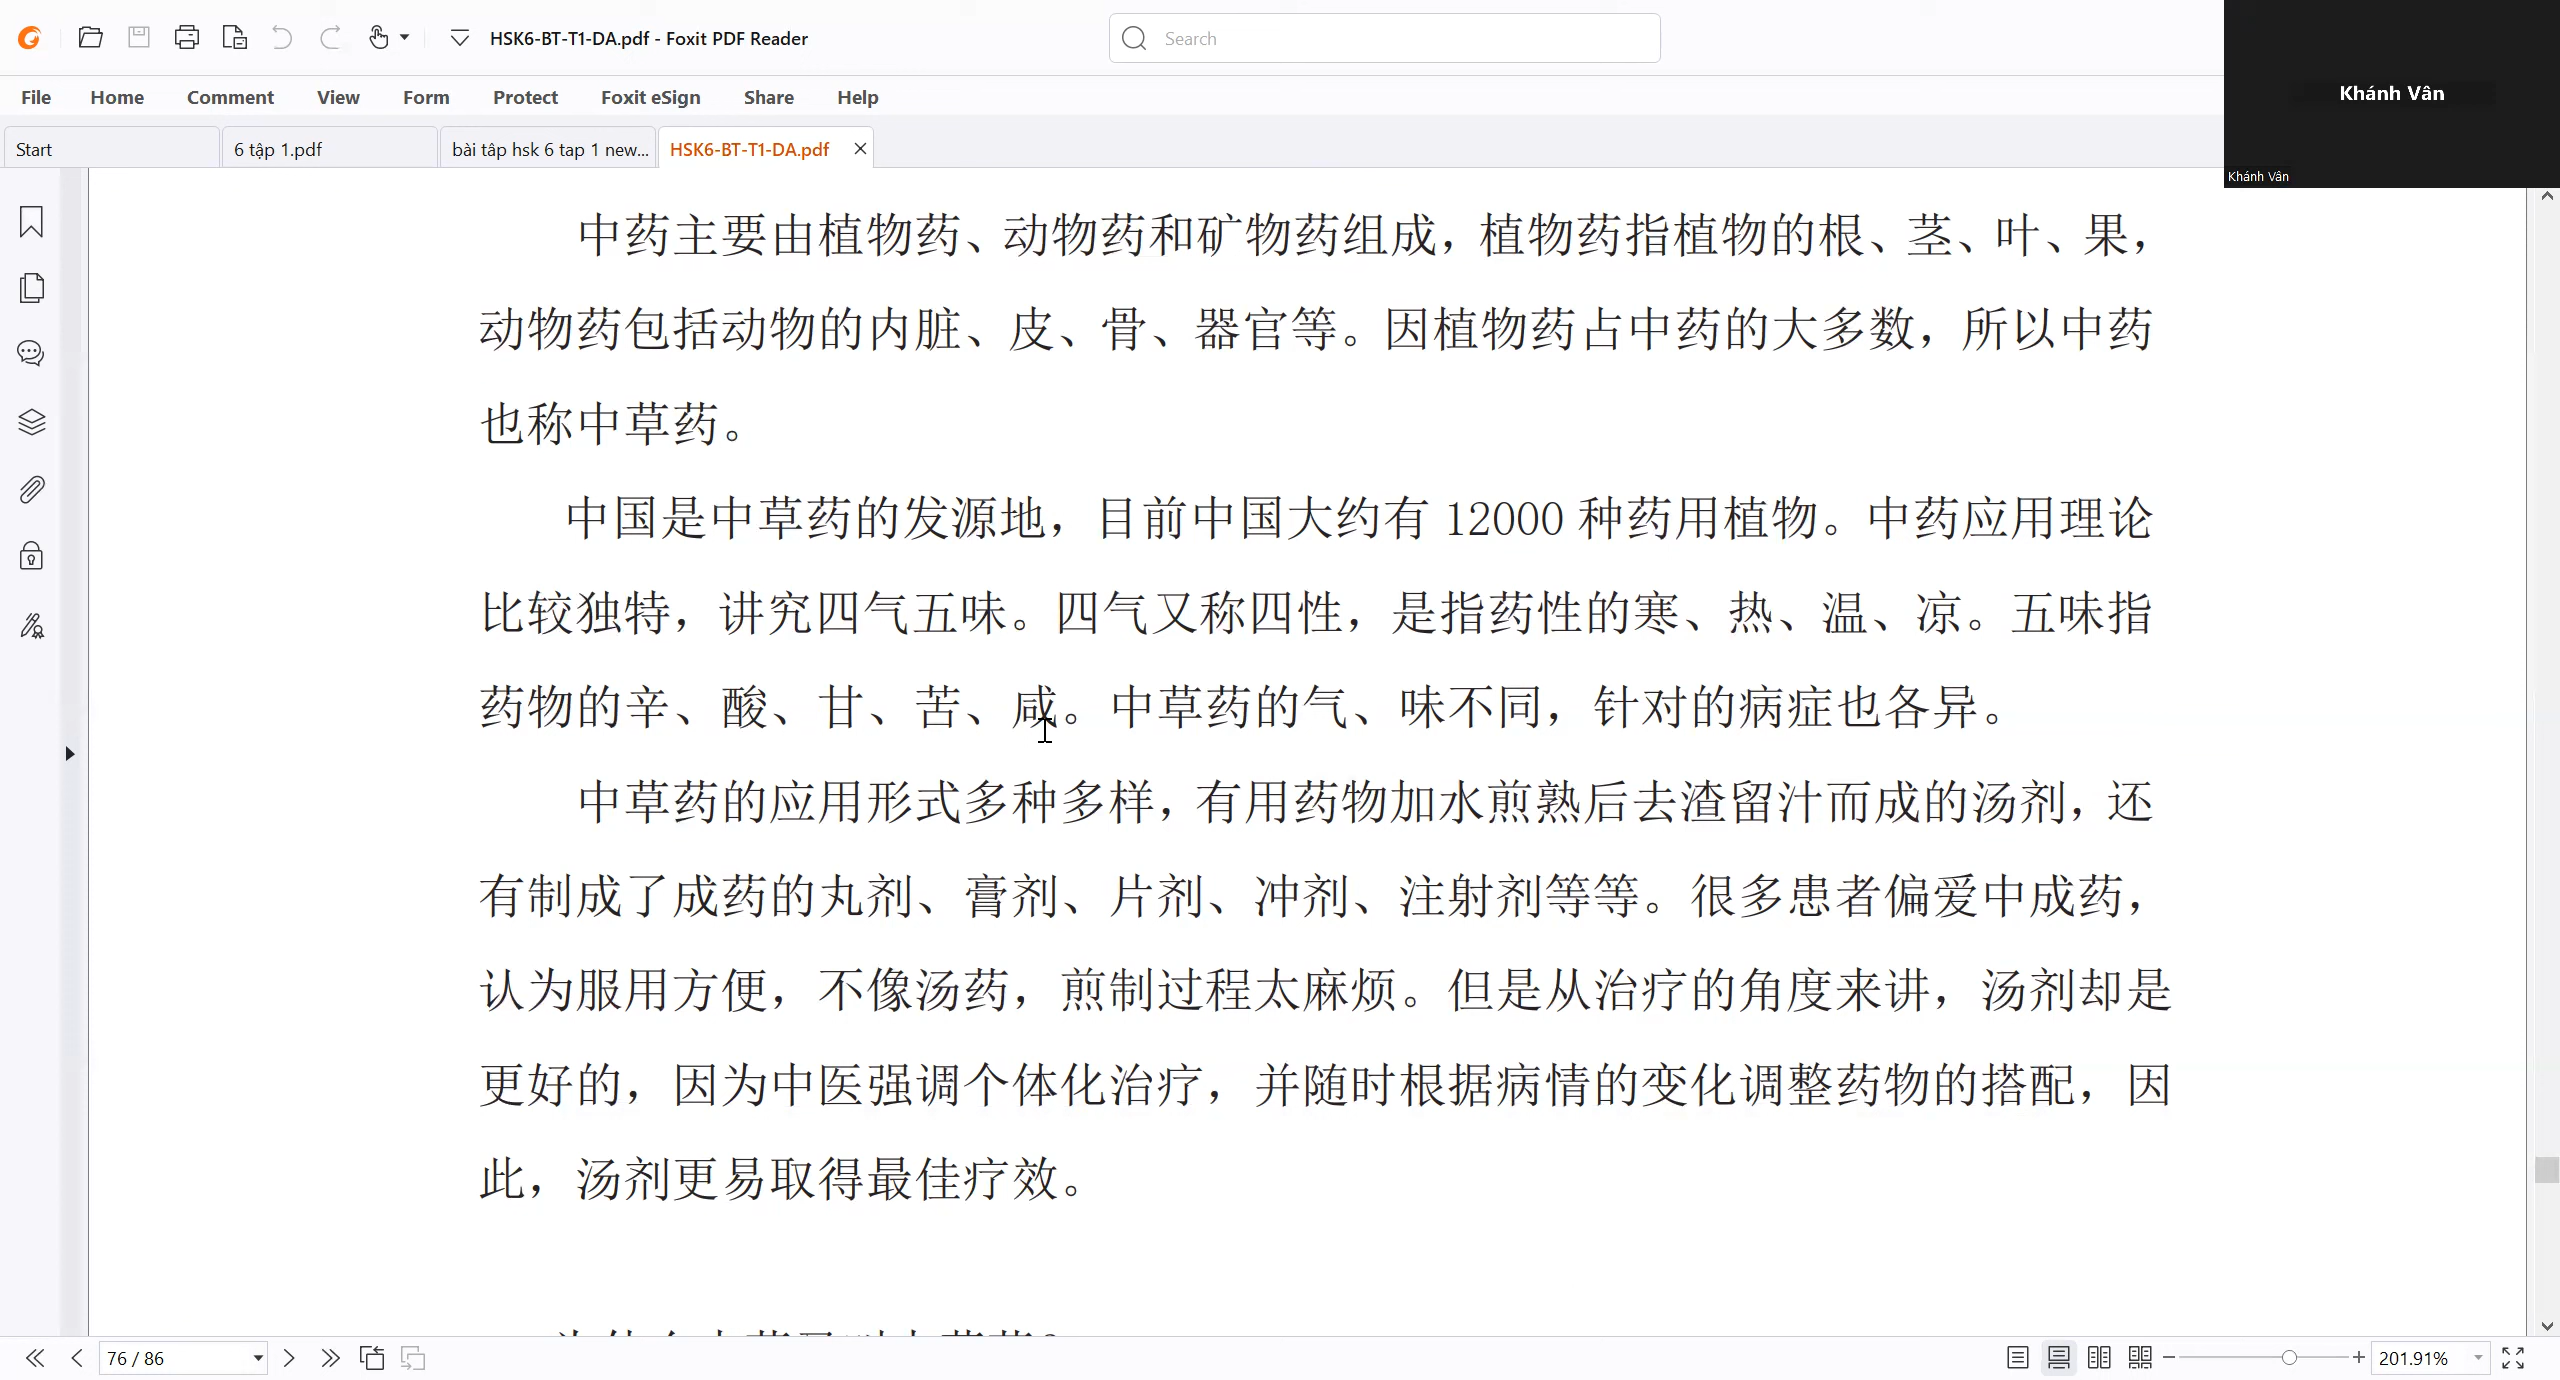 HSK6-BT-T1-DA.pdf - Foxit PDF Reader
Search
Khánh Vân
File Home Comment View Form Protect Foxit eSign Share Help
Start 6 tập 1.pdf bài tâp hsk 6 tap 1 new... HSK6-BT-T1-DA.pdf
Khánh Vân
中药主要由植物药、动物药和矿物药组成，植物药指植物的根、茎、叶、果，
动物药包括动物的内脏、皮、骨、器官等。因植物药占中药的大多数，所以中药
也称中草药。
中国是中草药的发源地，目前中国大约有 12000 种药用植物。中药应用理论
比较独特，讲究四气五味。四气又称四性，是指药性的寒、热、温、凉。五味指
药物的辛、酸、甘、苦、咸。中草药的气、味不同，针对的病症也各异。
中草药的应用形式多种多样，有用药物加水煎熟后去渣留汁而成的汤剂，还
有制成了成药的丸剂、膏剂、片剂、冲剂、注射剂等等。很多患者偏爱中成药，
认为服用方便，不像汤药，煎制过程太麻烦。但是从治疗的角度来讲，汤剂却是
更好的，因为中医强调个体化治疗，并随时根据病情的变化调整药物的搭配，因
此，汤剂更易取得最佳疗效。
76 / 86
201.91%